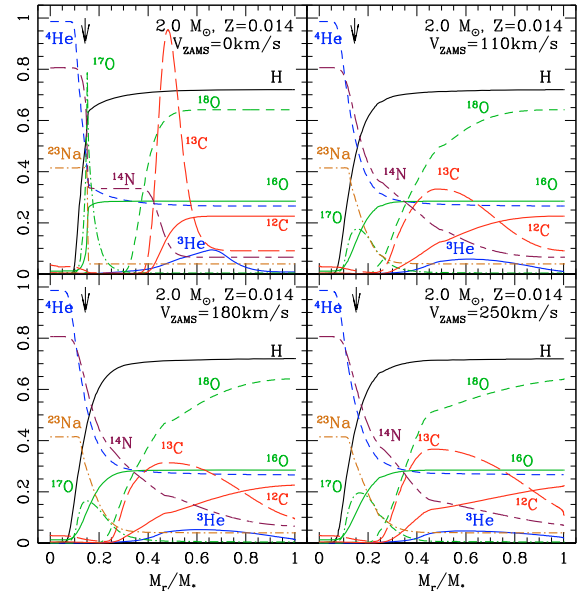 2.0 M⊙, Z=0.014
V_ZAMS=0km/s
⁴He
¹⁷O
H
¹⁸O
¹³C
²³Na
¹⁴N
¹⁶O
¹²C
³He
0
0.2
0.4
0.6
0.8
1
2.0 M⊙, Z=0.014
V_ZAMS=110km/s
⁴He
H
¹⁸O
²³Na
¹⁴N
¹³C
¹⁶O
¹⁷O
¹²C
³He
2.0 M⊙, Z=0.014
V_ZAMS=180km/s
⁴He
H
¹⁸O
²³Na
¹⁴N
¹³C
¹⁶O
¹⁷O
¹²C
³He
0
0.2
0.4
0.6
0.8
1
0
0.2
0.4
0.6
0.8
1
M_r/M⋆
2.0 M⊙, Z=0.014
V_ZAMS=250km/s
⁴He
H
¹⁸O
²³Na
¹⁴N
¹³C
¹⁶O
¹⁷O
¹²C
³He
0
0.2
0.4
0.6
0.8
1
M_r/M⋆